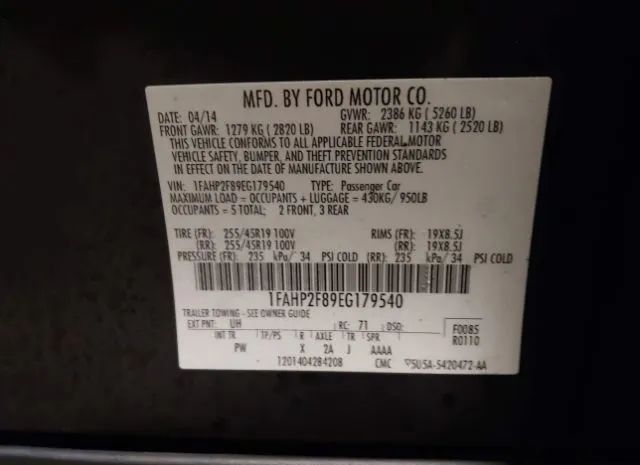 MFD. BY FORD MOTOR CO.
DATE: 04/14 GVWR: 2386 KG ( 5260 LB)
FRONT GAWR: 1279 KG ( 2820 LB) REAR GAWR: 1143 KG ( 2520 LB)
THIS VEHICLE CONFORMS TO ALL APPLICABLE FEDERAL MOTOR
VEHICLE SAFETY, BUMPER, AND THEFT PREVENTION STANDARDS
IN EFFECT ON THE DATE OF MANUFACTURE SHOWN ABOVE.
VIN: 1FAHP2F89EG179540 TYPE: Passenger Car
MAXIMUM LOAD = OCCUPANTS + LUGGAGE = 430KG/ 950LB
OCCUPANTS = 5 TOTAL; 2 FRONT, 3 REAR
TIRE (FR): 255/45R19 100V RIMS (FR): 19X8.5J
(RR): 255/45R19 100V (RR): 19X8.5J
PRESSURE (FR): 235 kPa/ 34 PSI COLD (RR): 235 kPa/ 34 PSI COLD
1FAHP2F89EG179540
TRAILER TOWING - SEE OWNER GUIDE
EXT PNT: UH RC: 71 DSO: F0085
INT TR TP/PS R AXLE TR SPR R0110
PW X 2A J AAAA
1201404284208 CMC 5U5A-5420472-AA